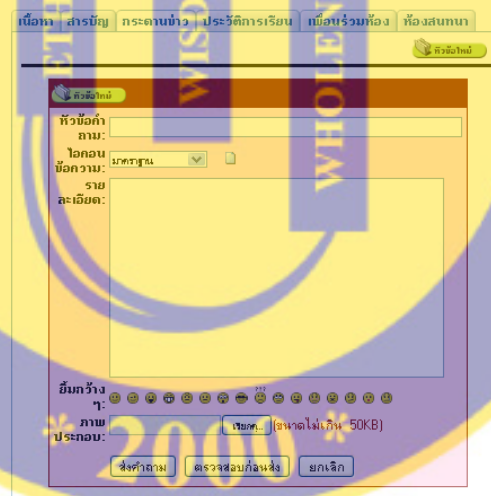 เนื้อหา สารบัญ กระดานข่าว ประวัติการเรียน เพื่อนร่วมห้อง ห้องสนทนา
หัวข้อใหม่
หัวข้อใหม่
หัวข้อคำ
ถาม:
ไอคอน
ข้อความ: มาตราฐาน
ราย
ละเอียด:
ยิ้มกว้าง
ๆ:
ภาพ
ประกอบ: เรียกดู... (ขนาดไม่เกิน 50KB)
ส่งคำถาม ตรวจสอบก่อนส่ง ยกเลิก
ETH
WISD
WHOLEN
* 2000 *